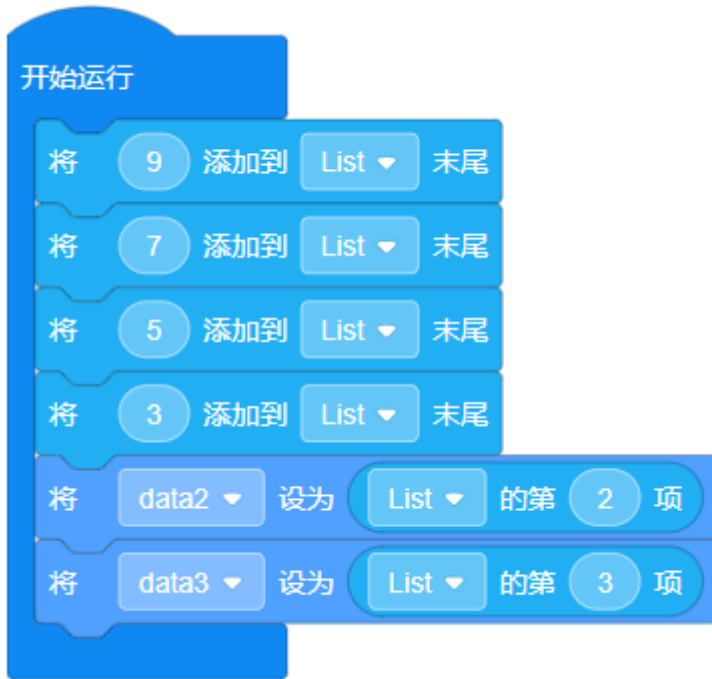 开始运行
将 9 添加到 List 末尾
将 7 添加到 List 末尾
将 5 添加到 List 末尾
将 3 添加到 List 末尾
将 data2 设为 List 的第 2 项
将 data3 设为 List 的第 3 项